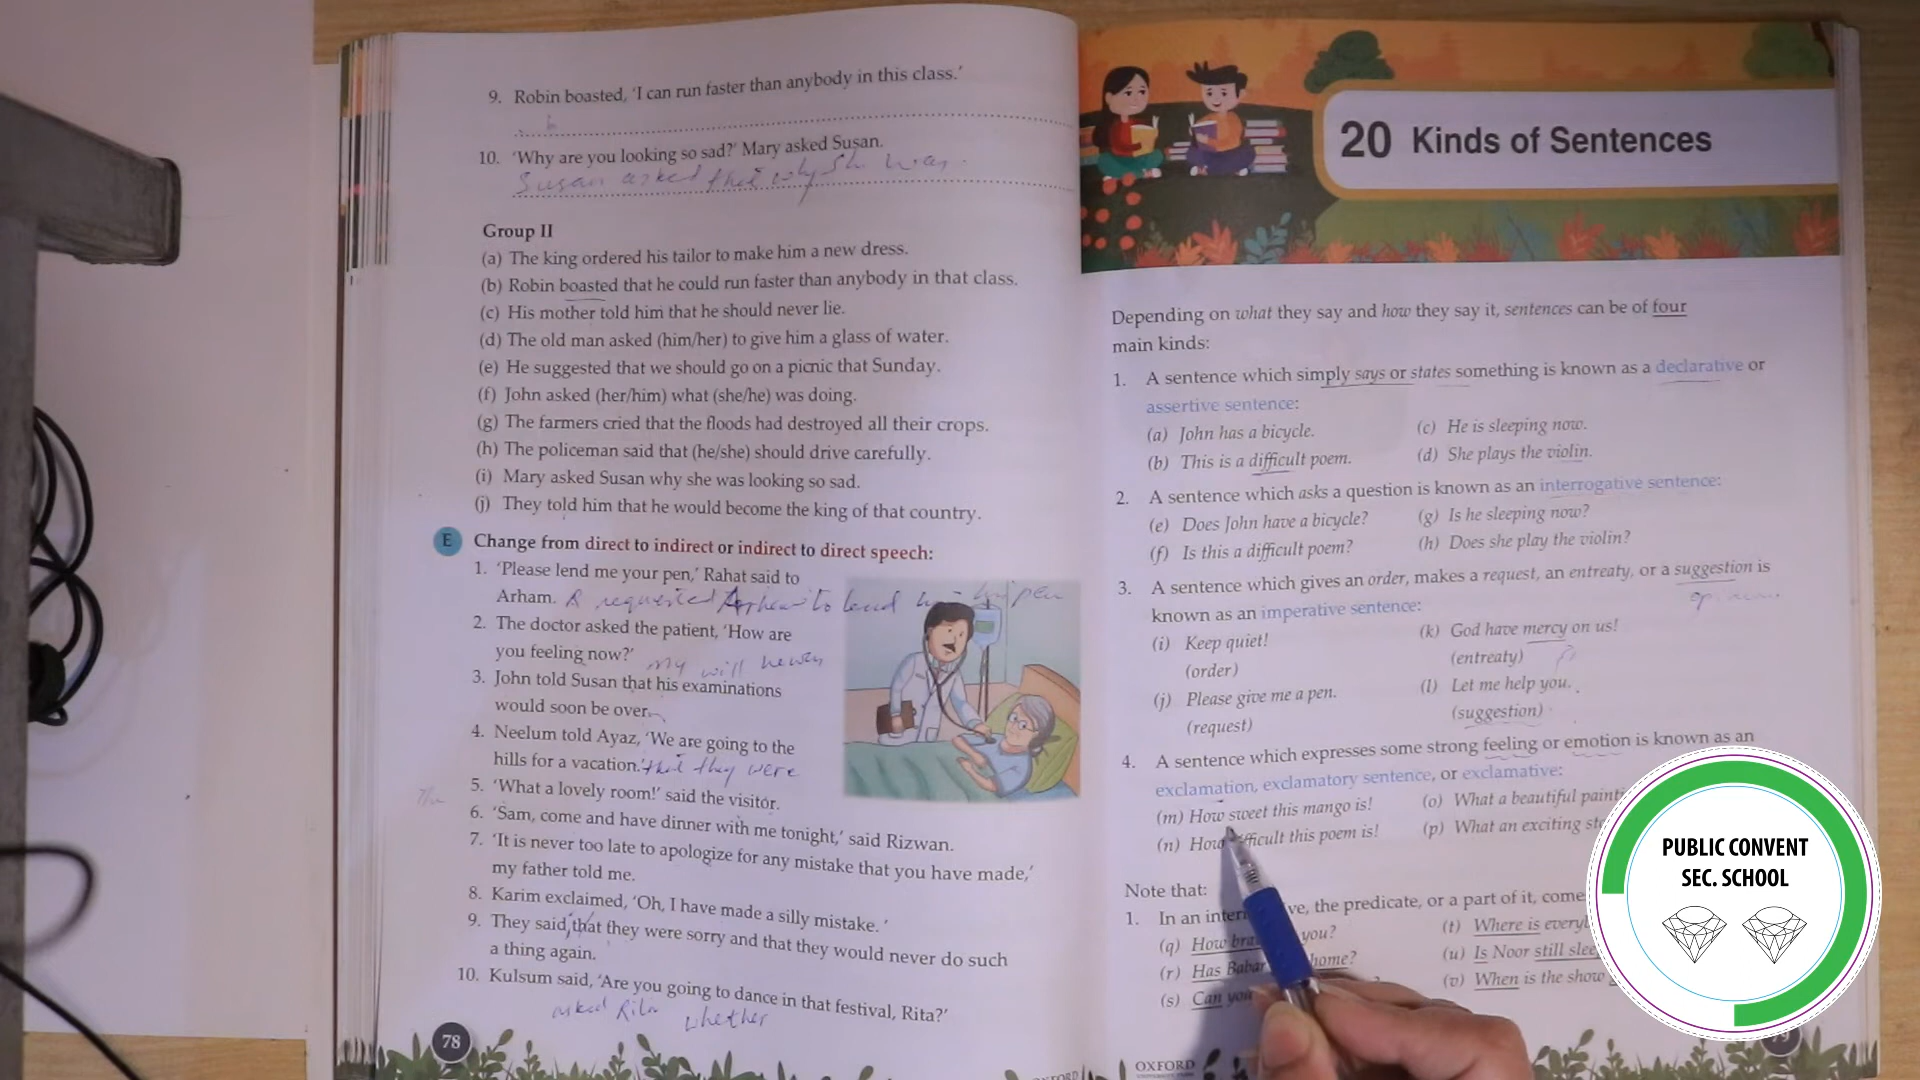 9. Robin boasted, 'I can run faster than anybody in this class.'
10. 'Why are you looking so sad?' Mary asked Susan.
Susan asked that why she was.
Group II
(a) The king ordered his tailor to make him a new dress.
(b) Robin boasted that he could run faster than anybody in that class.
(c) His mother told him that he should never lie.
(d) The old man asked (him/her) to give him a glass of water.
(e) He suggested that we should go on a picnic that Sunday.
(f) John asked (her/him) what (she/he) was doing.
(g) The farmers cried that the floods had destroyed all their crops.
(h) The policeman said that (he/she) should drive carefully.
(i) Mary asked Susan why she was looking so sad.
(j) They told him that he would become the king of that country.
E Change from direct to indirect or indirect to direct speech:
1. 'Please lend me your pen,' Rahat said to
Arham. R requested Arham to lend pen
2. The doctor asked the patient, 'How are
you feeling now?'
my will
3. John told Susan that his examinations
would soon be over.
4. Neelum told Ayaz, 'We are going to the
hills for a vacation.' that they were
5. 'What a lovely room!' said the visitor.
6. 'Sam, come and have dinner with me tonight,' said Rizwan.
7. 'It is never too late to apologize for any mistake that you have made,'
my father told me.
8. Karim exclaimed, 'Oh, I have made a silly mistake.'
9. They said that they were sorry and that they would never do such
a thing again.
10. Kulsum said, 'Are you going to dance in that festival, Rita?'
asked Rita whether
78
20 Kinds of Sentences
Depending on what they say and how they say it, sentences can be of four
main kinds:
1. A sentence which simply says or states something is known as a declarative or
assertive sentence:
(a) John has a bicycle. (c) He is sleeping now.
(b) This is a difficult poem. (d) She plays the violin.
2. A sentence which asks a question is known as an interrogative sentence:
(e) Does John have a bicycle? (g) Is he sleeping now?
(f) Is this a difficult poem? (h) Does she play the violin?
3. A sentence which gives an order, makes a request, an entreaty, or a suggestion is
known as an imperative sentence:
(i) Keep quiet! (k) God have mercy on us!
(order) (entreaty)
(j) Please give me a pen. (l) Let me help you.
(request) (suggestion)
4. A sentence which expresses some strong feeling or emotion is known as an
exclamation, exclamatory sentence, or exclamative:
(m) How sweet this mango is! (o) What a beautiful
(n) How this poem is! (p) What an exciting
Note that:
1. In an the predicate, or a part of it,
(q) How you? (t) Where is
(r) Has Babar home? (u) Is Noor still
(s) Can (v) When is the show
OXFORD
PUBLIC CONVENT
SEC. SCHOOL